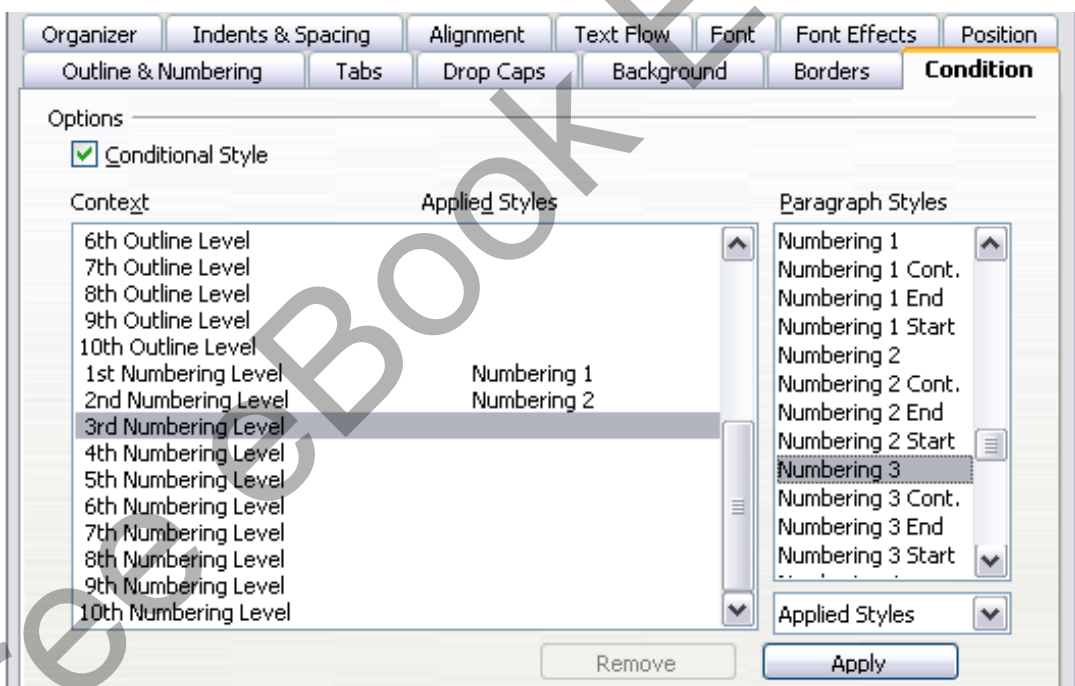 Organizer Indents & Spacing Alignment Text Flow Font Font Effects Position
Outline & Numbering Tabs Drop Caps Background Borders Condition
Options
Conditional Style
Context Applied Styles Paragraph Styles
6th Outline Level
7th Outline Level
8th Outline Level
9th Outline Level
10th Outline Level
1st Numbering Level Numbering 1
2nd Numbering Level Numbering 2
3rd Numbering Level
4th Numbering Level
5th Numbering Level
6th Numbering Level
7th Numbering Level
8th Numbering Level
9th Numbering Level
10th Numbering Level
Numbering 1
Numbering 1 Cont.
Numbering 1 End
Numbering 1 Start
Numbering 2
Numbering 2 Cont.
Numbering 2 End
Numbering 2 Start
Numbering 3
Numbering 3 Cont.
Numbering 3 End
Numbering 3 Start
Applied Styles
Remove Apply
ree eBook E